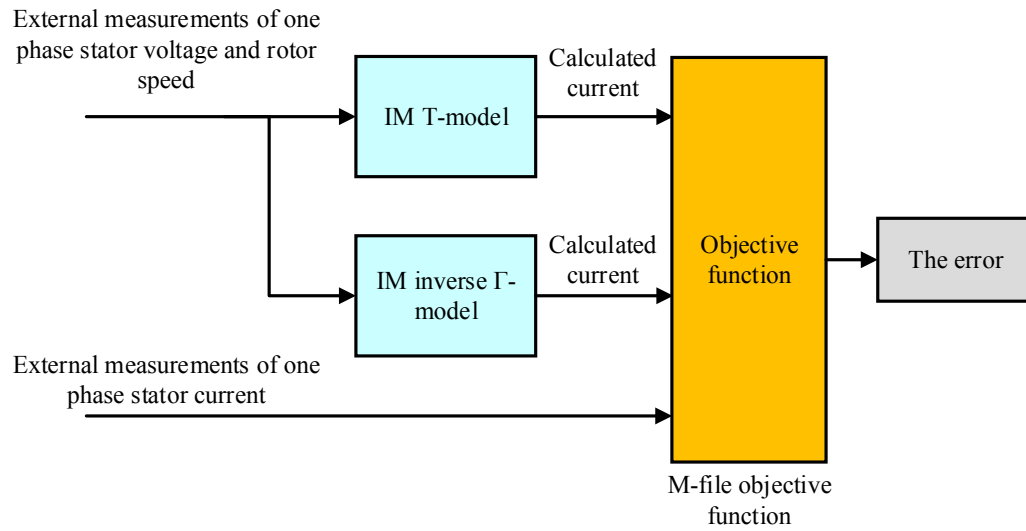 External measurements of one
phase stator voltage and rotor
speed
IM T-model
Calculated
current
IM inverse Γ-
model
Calculated
current
Objective
function
The error
External measurements of one
phase stator current
M-file objective
function